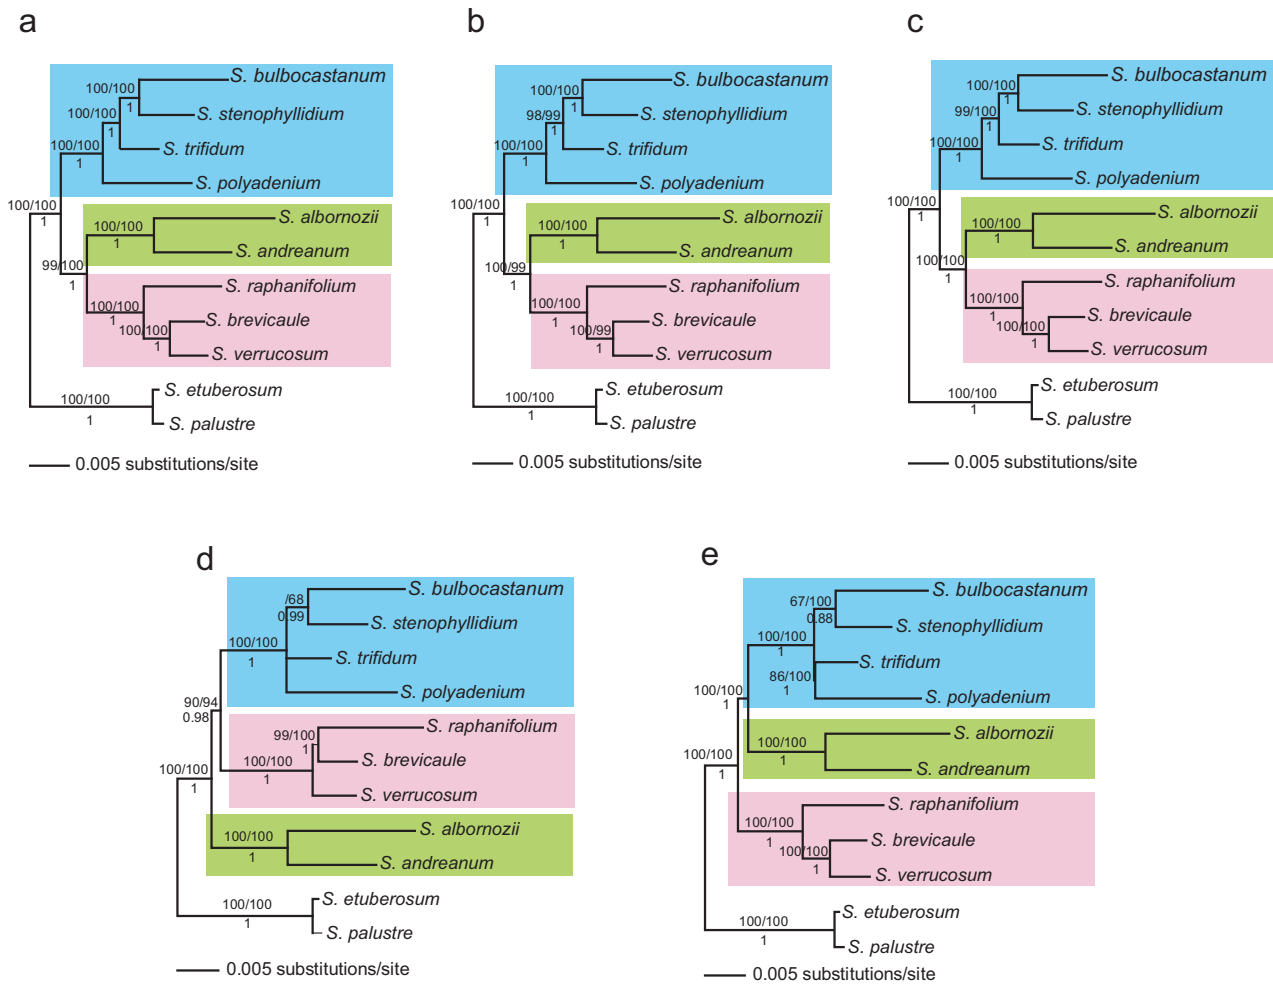 a
100/100
1
S. bulbocastanum
100/100
1
S. stenophyllidium
100/100
1
S. trifidum
S. polyadenium
100/100
1
S. albornozii
100/100
1
S. andreanum
99/100
1
S. raphanifolium
100/100
1
S. brevicaule
100/100
1
S. verrucosum
S. etuberosum
100/100
1
S. palustre
0.005 substitutions/site
b
100/100
1
S. bulbocastanum
98/99
1
S. stenophyllidium
100/100
1
S. trifidum
S. polyadenium
100/100
1
S. albornozii
100/100
1
S. andreanum
100/99
1
S. raphanifolium
100/100
1
S. brevicaule
100/99
1
S. verrucosum
S. etuberosum
100/100
1
S. palustre
0.005 substitutions/site
c
100/100
1
S. bulbocastanum
99/100
1
S. stenophyllidium
100/100
1
S. trifidum
S. polyadenium
100/100
1
S. albornozii
100/100
1
S. andreanum
100/100
1
S. raphanifolium
100/100
1
S. brevicaule
100/100
1
S. verrucosum
S. etuberosum
100/100
1
S. palustre
0.005 substitutions/site
d
/68
0.99
S. bulbocastanum
S. stenophyllidium
100/100
1
S. trifidum
S. polyadenium
90/94
0.98
S. raphanifolium
99/100
1
S. brevicaule
100/100
1
S. verrucosum
100/100
1
S. albornozii
100/100
1
S. andreanum
S. etuberosum
100/100
1
S. palustre
0.005 substitutions/site
e
67/100
0.88
S. bulbocastanum
S. stenophyllidium
100/100
1
S. trifidum
86/100
1
S. polyadenium
100/100
1
S. albornozii
100/100
1
S. andreanum
100/100
1
S. raphanifolium
100/100
1
S. brevicaule
100/100
1
S. verrucosum
S. etuberosum
100/100
1
S. palustre
0.005 substitutions/site